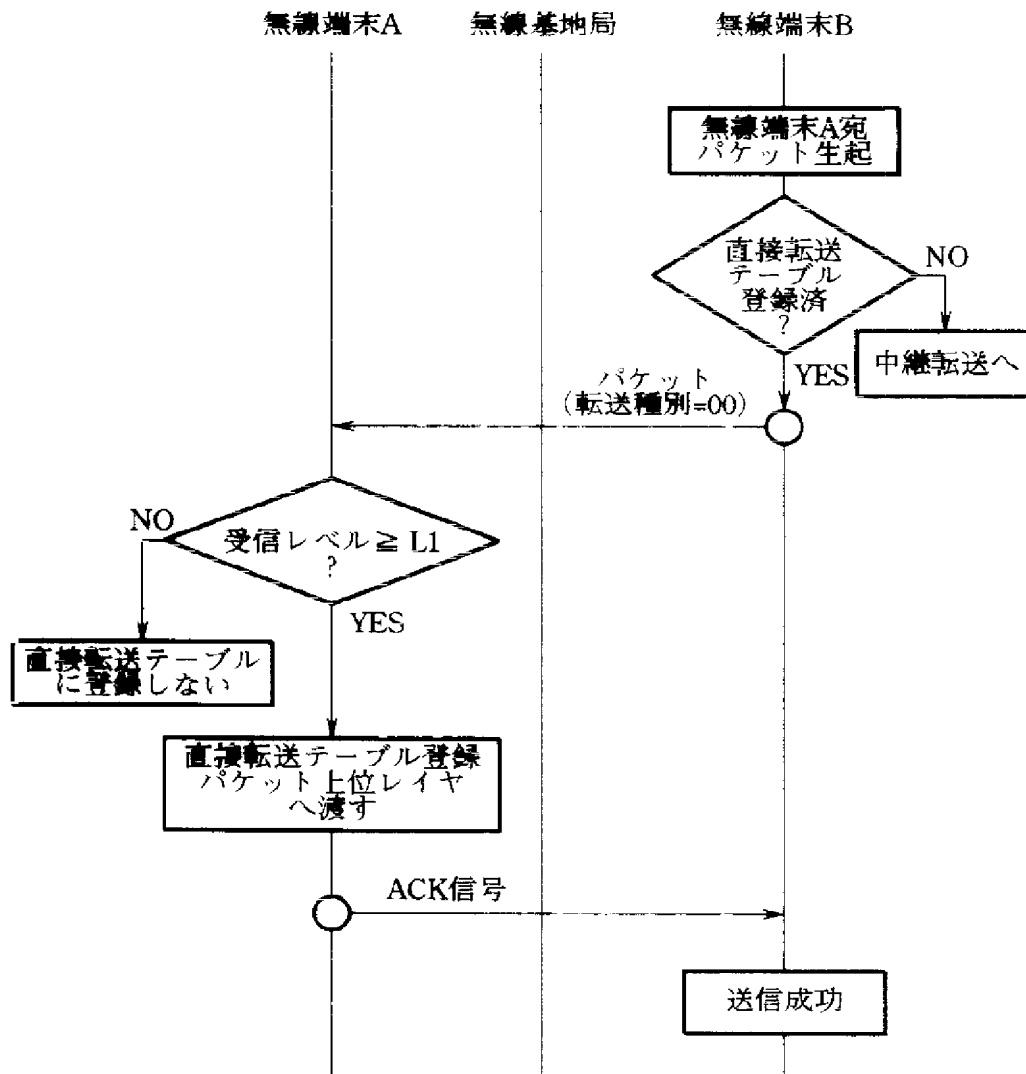 無線端末A 無線基地局 無線端末B
無線端末A宛
パケット生起
直接転送
テーブル
登録済
?
NO
中継転送へ
YES
パケット
(転送種別=00)
受信レベル≧L1
?
NO
YES
直接転送テーブル
に登録しない
直接転送テーブル登録
パケット上位レイヤ
へ渡す
ACK信号
送信成功